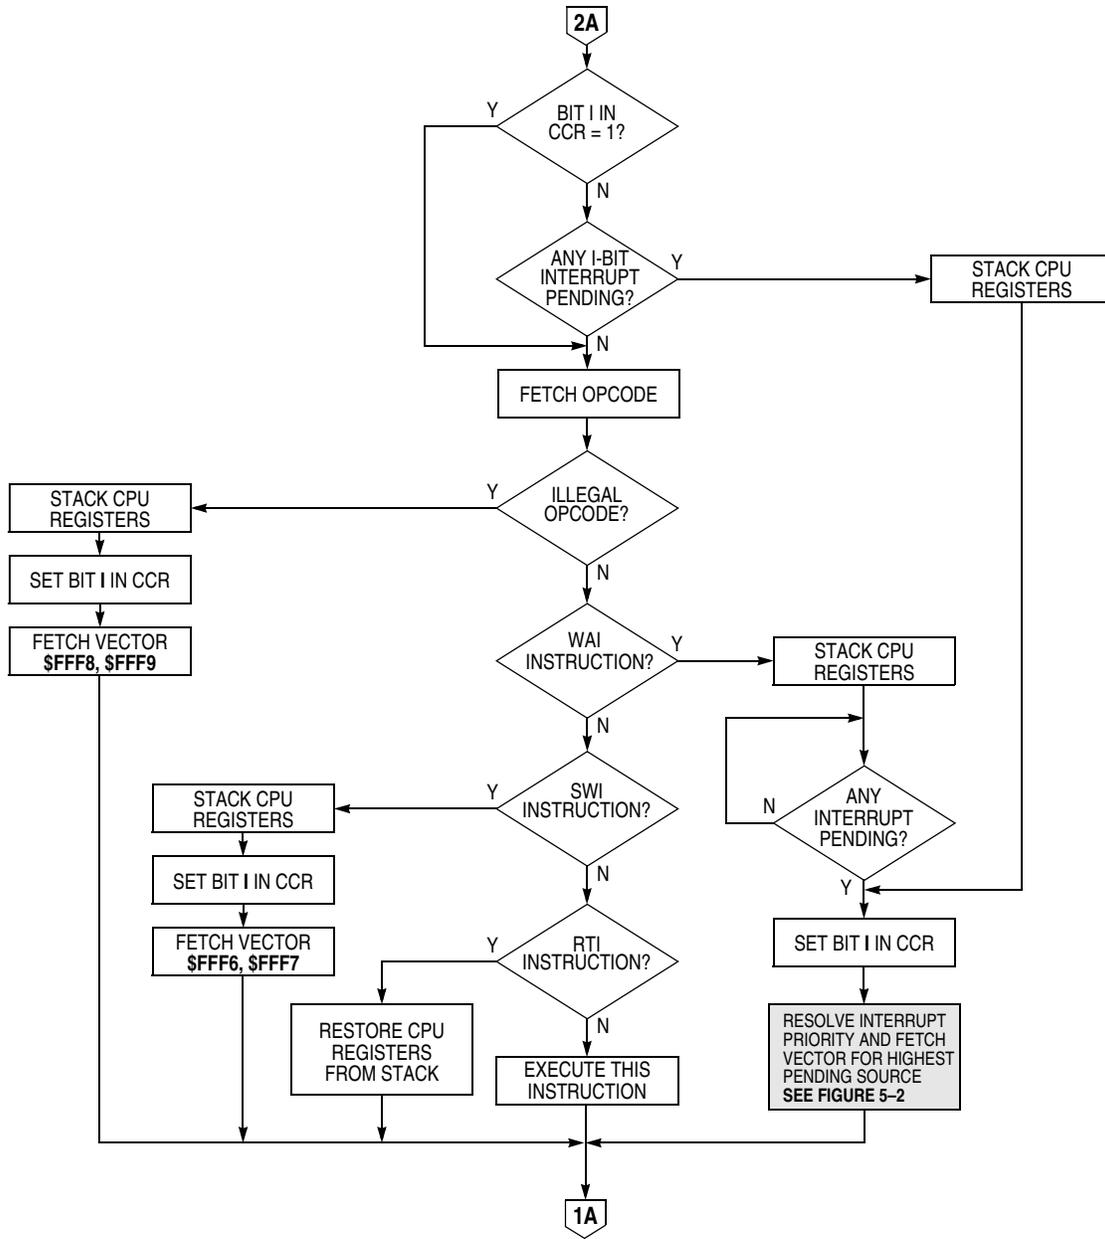 2A
Y
BIT I IN
CCR = 1?
N
ANY I-BIT
INTERRUPT
PENDING?
Y
STACK CPU
REGISTERS
N
FETCH OPCODE
STACK CPU
REGISTERS
Y
ILLEGAL
OPCODE?
N
SET BIT I IN CCR
FETCH VECTOR
$FFF8, $FFF9
WAI
INSTRUCTION?
Y
STACK CPU
REGISTERS
N
STACK CPU
REGISTERS
Y
SWI
INSTRUCTION?
N
N
ANY
INTERRUPT
PENDING?
Y
SET BIT I IN CCR
FETCH VECTOR
$FFF6, $FFF7
Y
RTI
INSTRUCTION?
N
SET BIT I IN CCR
RESTORE CPU
REGISTERS
FROM STACK
EXECUTE THIS
INSTRUCTION
RESOLVE INTERRUPT
PRIORITY AND FETCH
VECTOR FOR HIGHEST
PENDING SOURCE
SEE FIGURE 5–2
1A